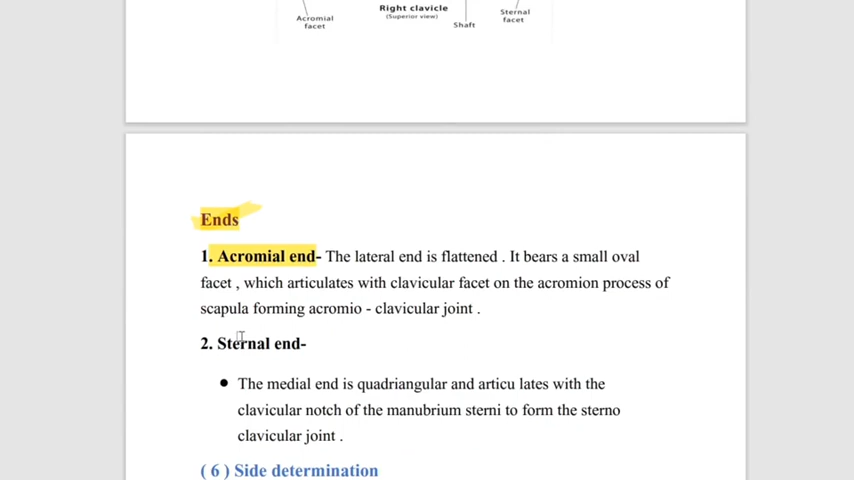 Acromial
facet
Right clavicle
(Superior view)
Shaft
Sternal
facet
Ends
1. Acromial end- The lateral end is flattened . It bears a small oval
facet , which articulates with clavicular facet on the acromion process of
scapula forming acromio - clavicular joint .
2. Sternal end-
● The medial end is quadriangular and articu lates with the
clavicular notch of the manubrium sterni to form the sterno
clavicular joint .
( 6 ) Side determination